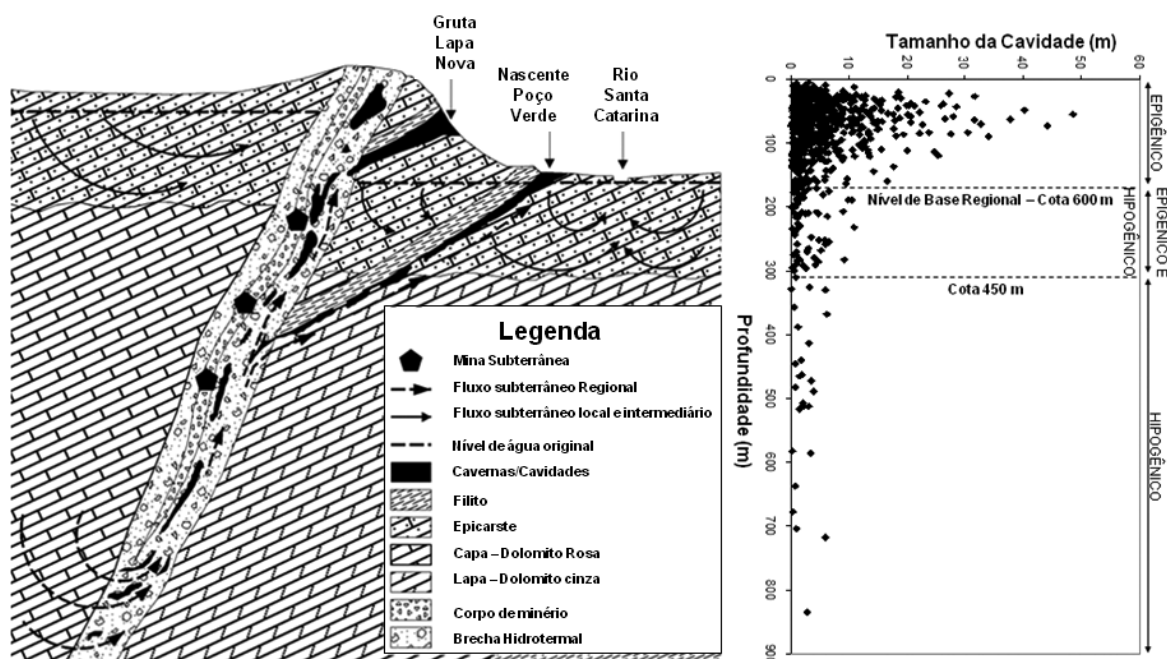 Gruta
Lapa
Nova
Nascente
Poço
Verde
Rio
Santa
Catarina
Legenda
Mina Subterrânea
Fluxo subterrâneo Regional
Fluxo subterrâneo local e intermediário
Nível de água original
Cavernas/Cavidades
Filito
Epicarste
Capa – Dolomito Rosa
Lapa – Dolomito cinza
Corpo de minério
Brecha Hidrotermal
Tamanho da Cavidade (m)
0 10 20 30 40 50 60
0
100
200
300
400
500
600
700
800
900
Profundidade (m)
Nível de Base Regional – Cota 600 m
Cota 450 m
EPIGÊNICO
EPIGÊNICO E
HIPOGÊNICO
HIPOGÊNICO